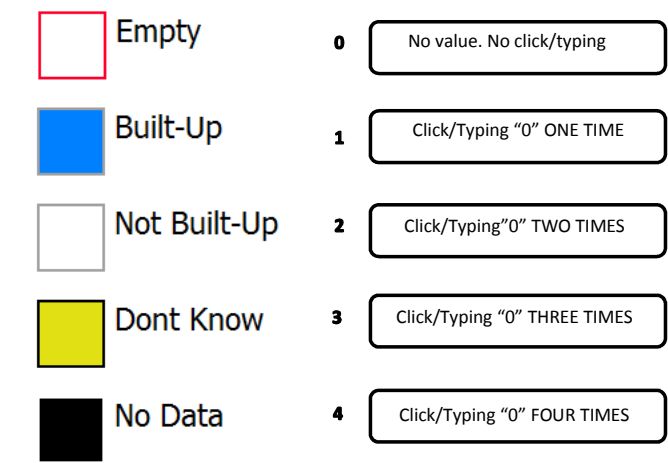 Empty
0
No value. No click/typing
Built-Up
1
Click/Typing “0” ONE TIME
Not Built-Up
2
Click/Typing”0” TWO TIMES
Dont Know
3
Click/Typing “0” THREE TIMES
No Data
4
Click/Typing “0” FOUR TIMES